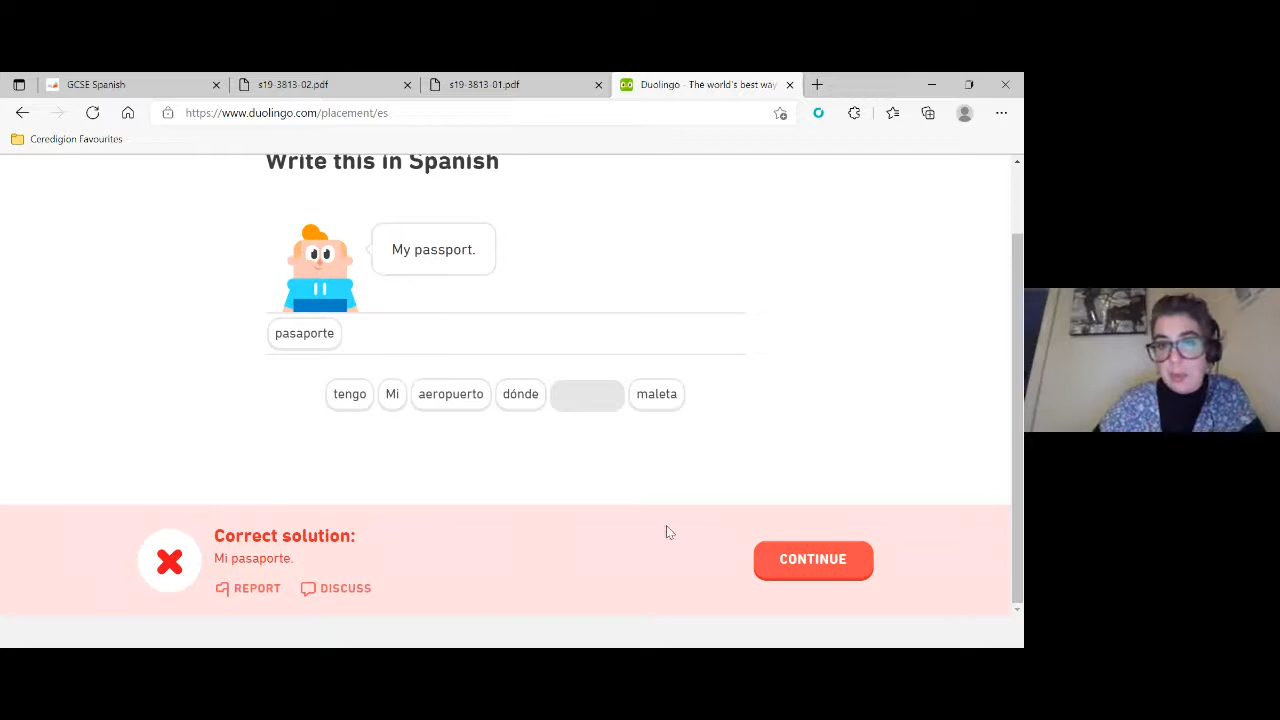 GCSE Spanish
s19-3813-02.pdf
s19-3813-01.pdf
Duolingo - The world's best way
https://www.duolingo.com/placement/es
Ceredigion Favourites
Write this in Spanish
My passport.
pasaporte
tengo Mi aeropuerto dónde maleta
Correct solution:
Mi pasaporte.
REPORT DISCUSS
CONTINUE